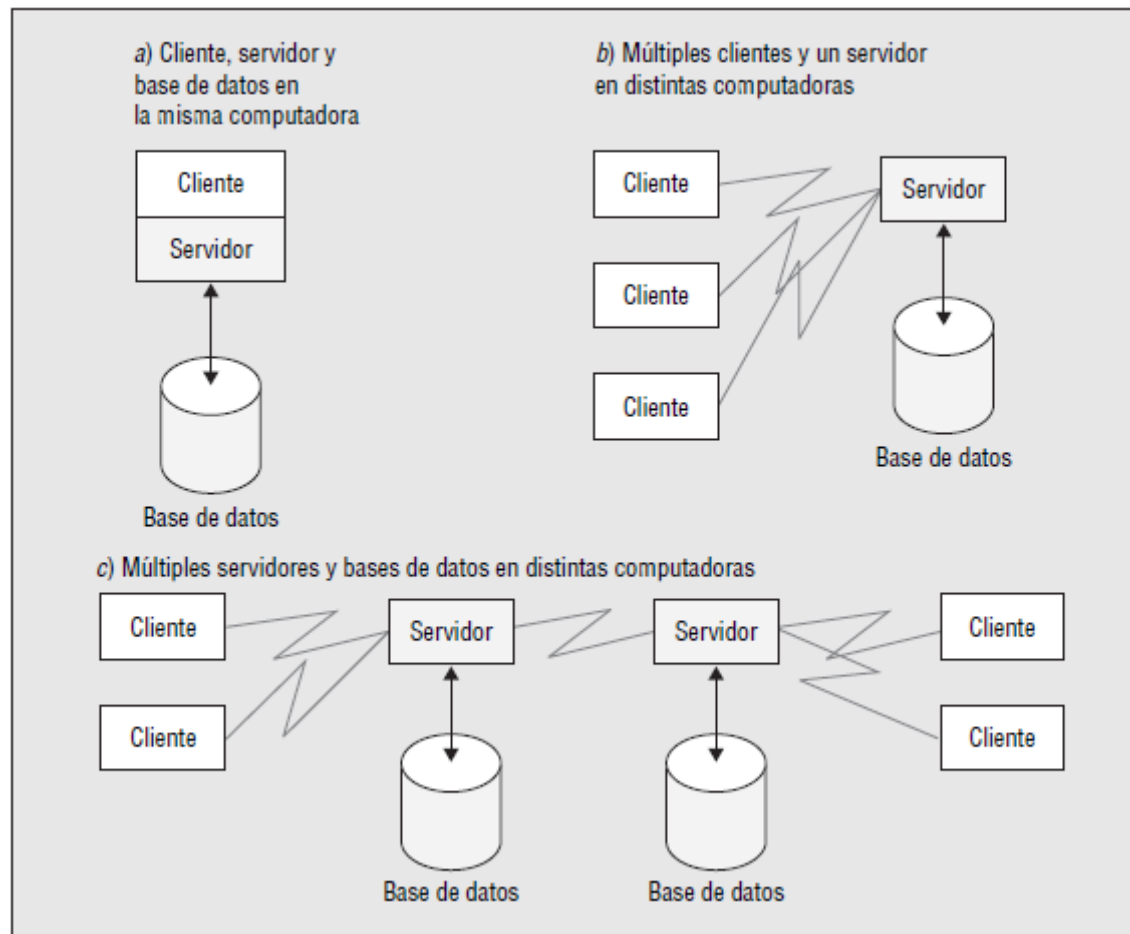 a) Cliente, servidor y
base de datos en
la misma computadora
Cliente
Servidor
Base de datos
b) Múltiples clientes y un servidor
en distintas computadoras
Cliente
Cliente
Cliente
Servidor
Base de datos
c) Múltiples servidores y bases de datos en distintas computadoras
Cliente
Cliente
Servidor
Base de datos
Servidor
Base de datos
Cliente
Cliente